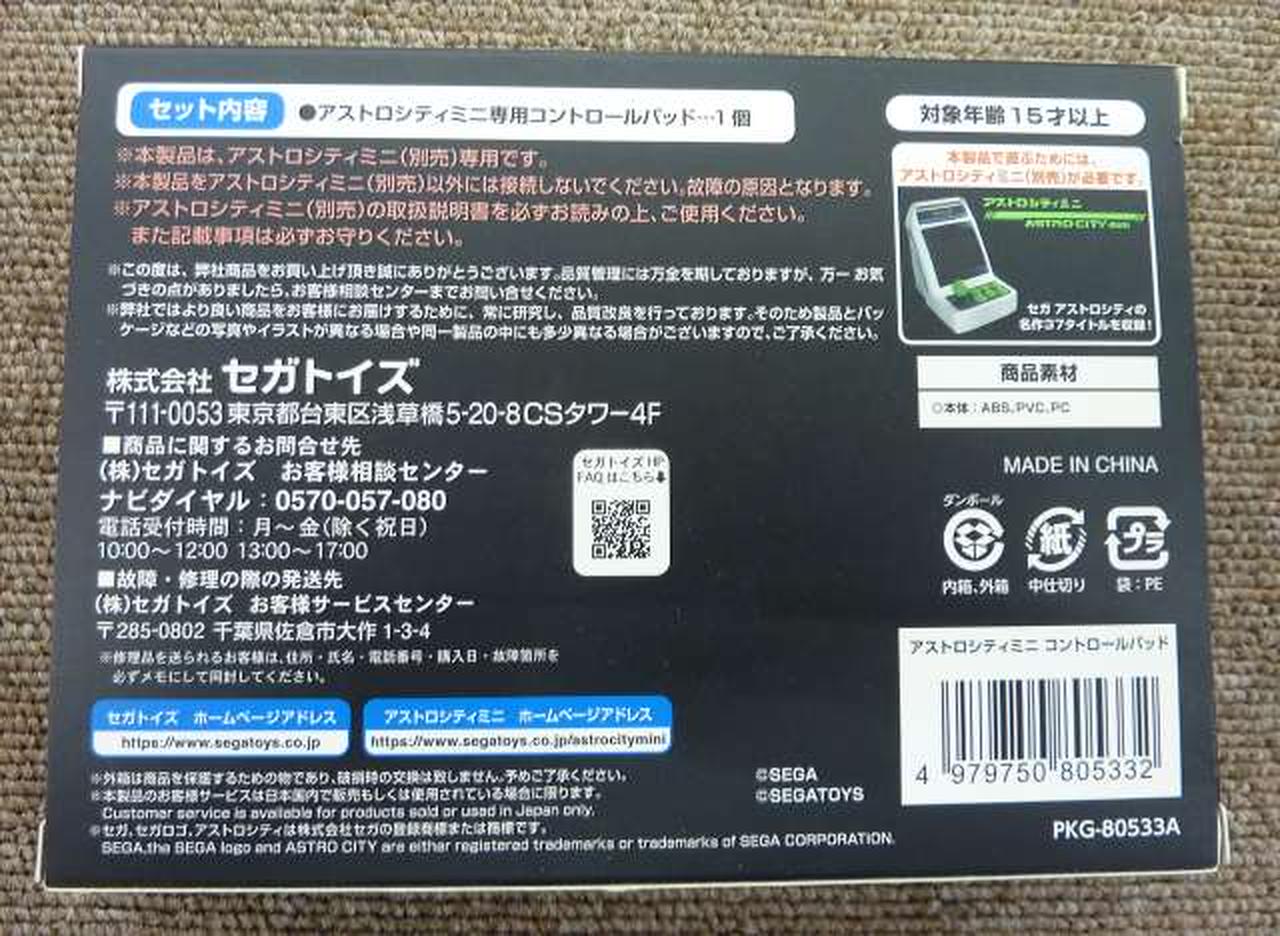 セット内容 ●アストロシティミニ専用コントロールパッド…1個
※本製品は、アストロシティミニ(別売)専用です。
※本製品をアストロシティミニ(別売)以外には接続しないでください。故障の原因となります。
※アストロシティミニ(別売)の取扱説明書を必ずお読みの上、ご使用ください。
また記載事項は必ずお守りください。
※この度は、弊社商品をお買い上げ頂き誠にありがとうございます。品質管理には万全を期しておりますが、万一 お気
づきの点がありましたら、お客様相談センターまでお問い合せください。
※弊社ではより良い商品をお客様にお届けするために、常に研究し、品質改良を行っております。そのため製品とパッ
ケージなどの写真やイラストが異なる場合や同一製品の中にも多少異なる場合がございますので、ご了承ください。
株式会社 セガトイズ
〒111-0053 東京都台東区浅草橋5-20-8CSタワー4F
■商品に関するお問合せ先
(株)セガトイズ お客様相談センター
ナビダイヤル:0570-057-080
電話受付時間:月〜金(除く祝日)
10:00〜12:00 13:00〜17:00
■故障・修理の際の発送先
(株)セガトイズ お客様サービスセンター
〒285-0802 千葉県佐倉市大作1-3-4
※修理品を送られるお客様は、住所・氏名・電話番号・購入日・故障箇所を
必ずメモにして同封してください。
セガトイズHP
FAQはこちら
セガトイズ ホームページアドレス
https://www.segatoys.co.jp
アストロシティミニ ホームページアドレス
https://www.segatoys.co.jp/astrocitymini
※外箱は商品を保護するための物であり、破損時の交換は致しません。予めご了承ください。
※本製品のお客様サービスは日本国内で販売もしくは使用されている場合に限ります。
Customer service is available for products sold or used in Japan only.
※セガ、セガロゴ、アストロシティは株式会社セガの登録商標または商標です。
SEGA,the SEGA logo and ASTRO CITY are either registered trademarks or trademarks of SEGA CORPORATION.
©SEGA
©SEGATOYS
対象年齢15才以上
本製品で遊ぶためには、
アストロシティミニ(別売)が必要です。
アストロシティミニ
ASTRO CITY mini
セガ アストロシティの
名作37タイトルを収録!
商品素材
○本体:ABS、PVC、PC
MADE IN CHINA
ダンボール
紙
プラ
内箱、外箱
中仕切り
袋:PE
アストロシティミニ コントロールパッド
4 979750 805332
PKG-80533A